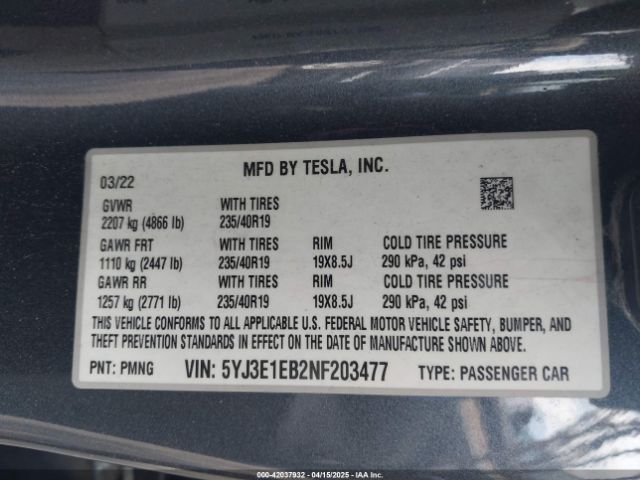 MFD BY TESLA, INC.
03/22
GVWR WITH TIRES
2207 kg (4866 lb) 235/40R19
GAWR FRT WITH TIRES RIM COLD TIRE PRESSURE
1110 kg (2447 lb) 235/40R19 19X8.5J 290 kPa, 42 psi
GAWR RR WITH TIRES RIM COLD TIRE PRESSURE
1257 kg (2771 lb) 235/40R19 19X8.5J 290 kPa, 42 psi
THIS VEHICLE CONFORMS TO ALL APPLICABLE U.S. FEDERAL MOTOR VEHICLE SAFETY, BUMPER, AND
THEFT PREVENTION STANDARDS IN EFFECT ON THE DATE OF MANUFACTURE SHOWN ABOVE.
PNT: PMNG VIN: 5YJ3E1EB2NF203477 TYPE: PASSENGER CAR
000-42037932 - 04/15/2025 - IAA